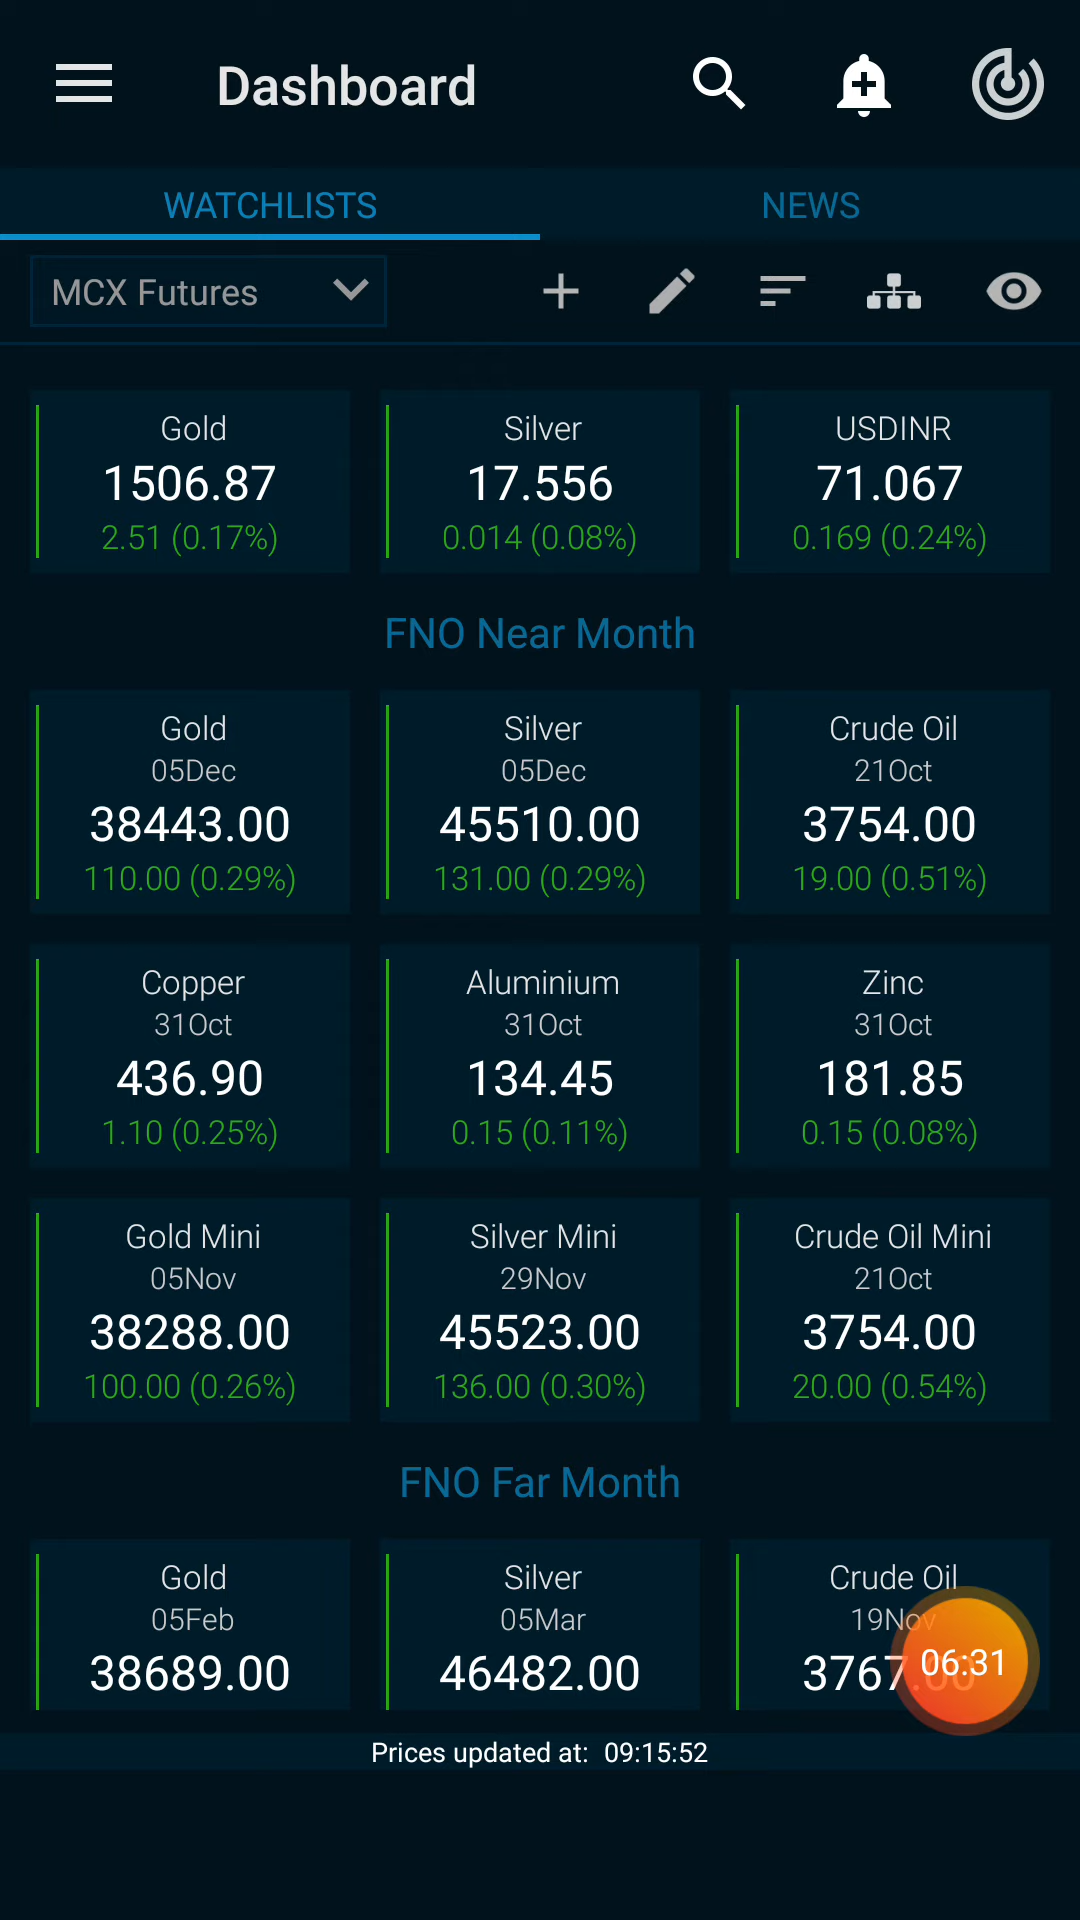 Dashboard
WATCHLISTS NEWS
MCX Futures
Gold Silver USDINR
1506.87 17.556 71.067
2.51 (0.17%) 0.014 (0.08%) 0.169 (0.24%)
FNO Near Month
Gold Silver Crude Oil
05Dec 05Dec 21Oct
38443.00 45510.00 3754.00
110.00 (0.29%) 131.00 (0.29%) 19.00 (0.51%)
Copper Aluminium Zinc
31Oct 31Oct 31Oct
436.90 134.45 181.85
1.10 (0.25%) 0.15 (0.11%) 0.15 (0.08%)
Gold Mini Silver Mini Crude Oil Mini
05Nov 29Nov 21Oct
38288.00 45523.00 3754.00
100.00 (0.26%) 136.00 (0.30%) 20.00 (0.54%)
FNO Far Month
Gold Silver Crude Oil
05Feb 05Mar 19Nov
38689.00 46482.00 3767.00
06:31
Prices updated at: 09:15:52